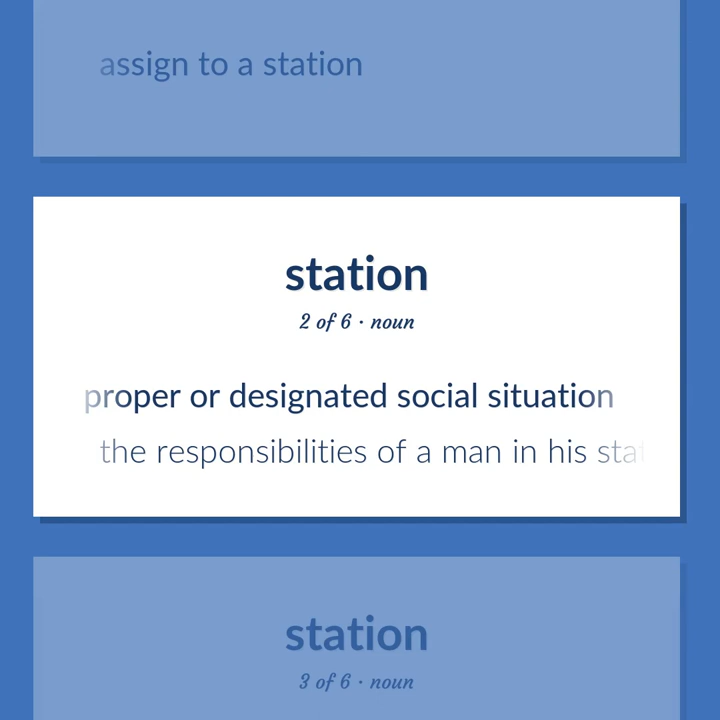 assign to a station
station
2 of 6 · noun
proper or designated social situation
the responsibilities of a man in his
station
3 of 6 · noun